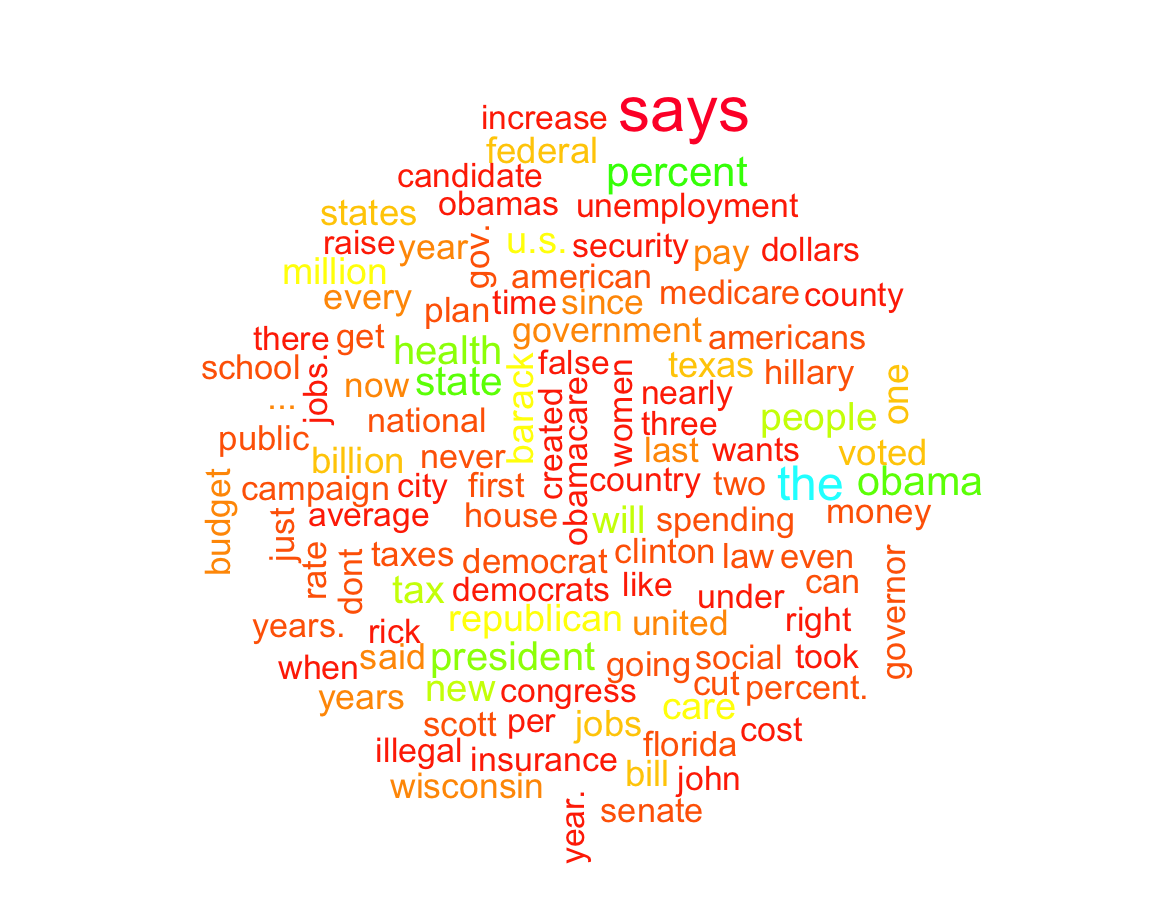 increase says
federal
candidate percent
obamas unemployment
states
raise year gov. u.s. security pay dollars
million american
every plan time since medicare county
there get government americans
school health barack false texas hillary
... now state jobs. created obamacare women nearly one
national three people
public billion never last wants voted
budget campaign city first country two the obama
just average house will spending money
rate dont taxes democrat clinton law even governor
tax democrats like under can
years. rick republican united right
when said president going social took
years new congress cut percent.
scott per jobs care cost
illegal insurance florida
wisconsin bill john
year. senate